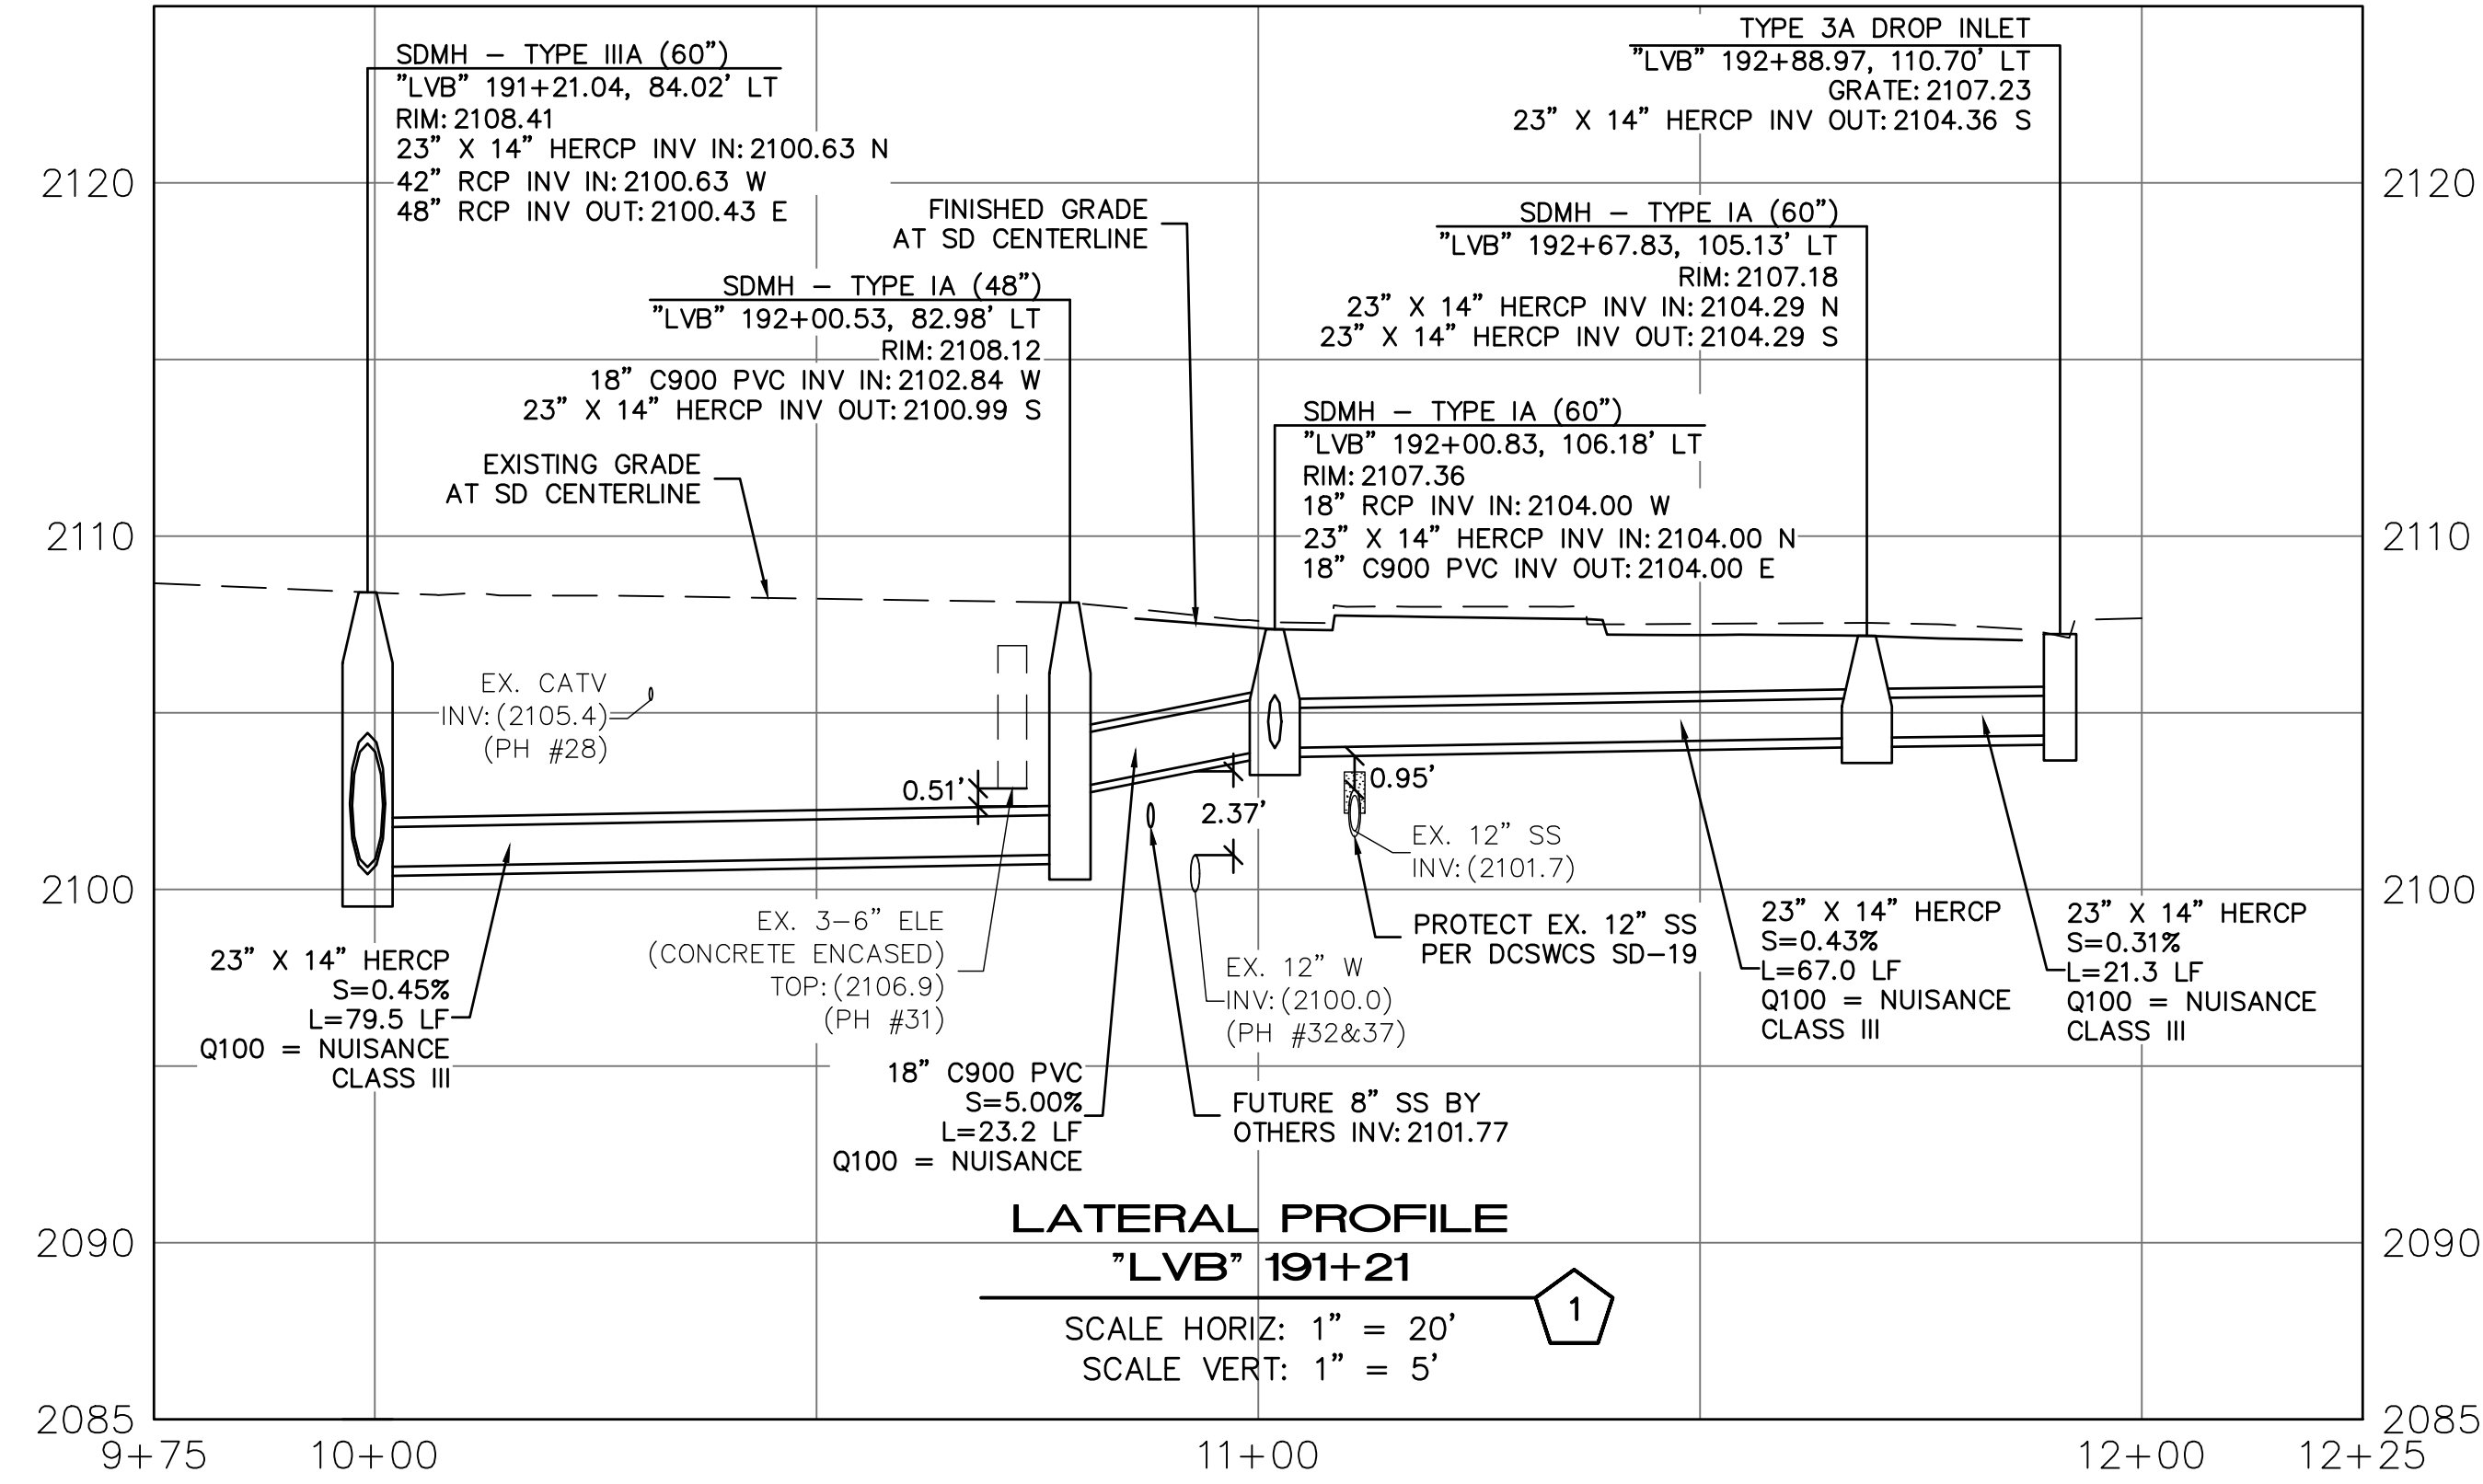 SDMH – TYPE IIIA (60")
"LVB" 191+21.04, 84.02' LT
RIM: 2108.41
23" X 14" HERCP INV IN: 2100.63 N
42" RCP INV IN: 2100.63 W
48" RCP INV OUT: 2100.43 E
TYPE 3A DROP INLET
"LVB" 192+88.97, 110.70' LT
GRATE: 2107.23
23" X 14" HERCP INV OUT: 2104.36 S
2120
2120
FINISHED GRADE
AT SD CENTERLINE
SDMH – TYPE IA (60")
"LVB" 192+67.83, 105.13' LT
RIM: 2107.18
23" X 14" HERCP INV IN: 2104.29 N
23" X 14" HERCP INV OUT: 2104.29 S
SDMH – TYPE IA (48")
"LVB" 192+00.53, 82.98' LT
RIM: 2108.12
18" C900 PVC INV IN: 2102.84 W
23" X 14" HERCP INV OUT: 2100.99 S
SDMH – TYPE IA (60")
"LVB" 192+00.83, 106.18' LT
RIM: 2107.36
18" RCP INV IN: 2104.00 W
23" X 14" HERCP INV IN: 2104.00 N
18" C900 PVC INV OUT: 2104.00 E
EXISTING GRADE
AT SD CENTERLINE
2110
2110
EX. CATV
INV: (2105.4)
(PH #28)
0.51'
2.37'
0.95'
EX. 12" SS
INV: (2101.7)
2100
2100
23" X 14" HERCP
S=0.45%
L=79.5 LF
Q100 = NUISANCE
CLASS III
EX. 3–6" ELE
(CONCRETE ENCASED)
TOP: (2106.9)
(PH #31)
EX. 12" W
INV: (2100.0)
(PH #32&37)
PROTECT EX. 12" SS
PER DCSWCS SD–19
23" X 14" HERCP
S=0.43%
L=67.0 LF
Q100 = NUISANCE
CLASS III
23" X 14" HERCP
S=0.31%
L=21.3 LF
Q100 = NUISANCE
CLASS III
18" C900 PVC
S=5.00%
L=23.2 LF
Q100 = NUISANCE
FUTURE 8" SS BY
OTHERS INV: 2101.77
2090
2090
LATERAL PROFILE
"LVB" 191+21
1
SCALE HORIZ: 1" = 20'
SCALE VERT: 1" = 5'
2085
2085
9+75
10+00
11+00
12+00
12+25